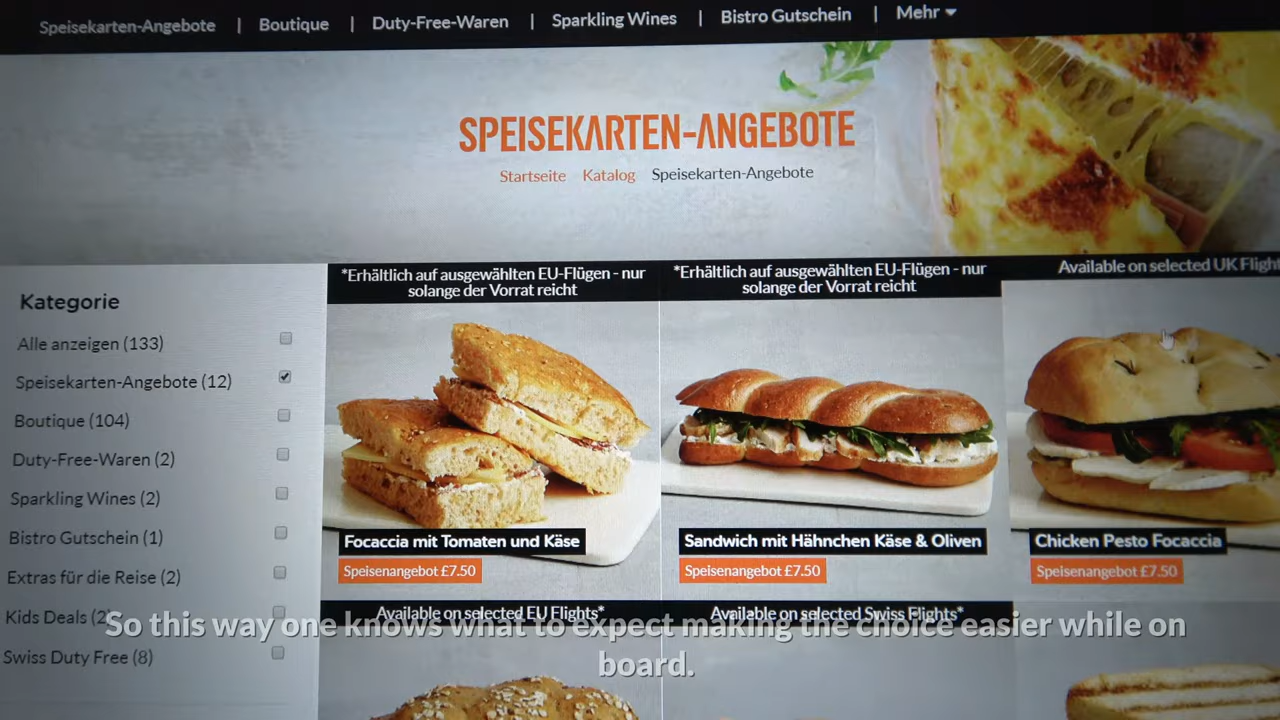 Speisekarten-Angebote | Boutique | Duty-Free-Waren | Sparkling Wines | Bistro Gutschein | Mehr
SPEISEKARTEN-ANGEBOTE
Startseite Katalog Speisekarten-Angebote
Kategorie
Alle anzeigen (133)
Speisekarten-Angebote (12)
Boutique (104)
Duty-Free-Waren (2)
Sparkling Wines (2)
Bistro Gutschein (1)
Extras für die Reise (2)
Kids Deals (2
Swiss Duty Free (8)
*Erhältlich auf ausgewählten EU-Flügen - nur
solange der Vorrat reicht
Focaccia mit Tomaten und Käse
Speisenangebot £7.50
*Erhältlich auf ausgewählten EU-Flügen - nur
solange der Vorrat reicht
Sandwich mit Hähnchen Käse & Oliven
Speisenangebot £7.50
Available on selected UK Flight
Chicken Pesto Focaccia
Speisenangebot £7.50
Available on selected EU Flights*
Available on selected Swiss Flights*
So this way one knows what to expect making the choice easier while on
board.